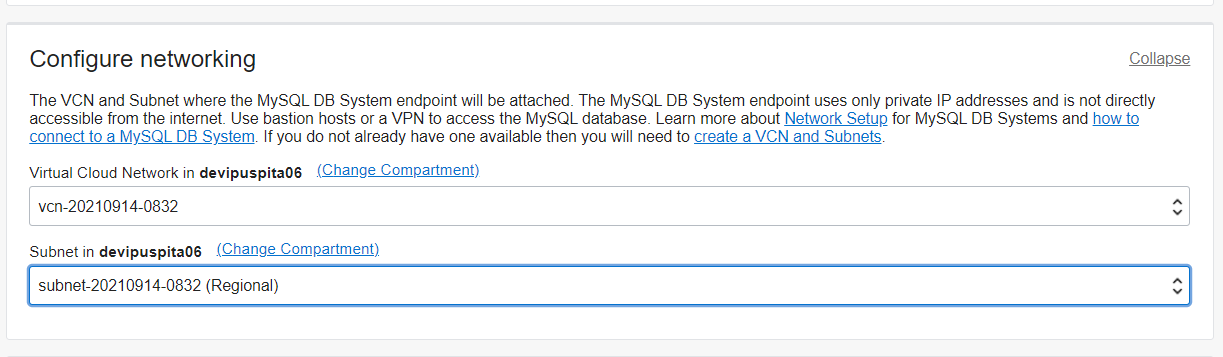 Configure networking
Collapse
The VCN and Subnet where the MySQL DB System endpoint will be attached. The MySQL DB System endpoint uses only private IP addresses and is not directly
accessible from the internet. Use bastion hosts or a VPN to access the MySQL database. Learn more about Network Setup for MySQL DB Systems and how to
connect to a MySQL DB System. If you do not already have one available then you will need to create a VCN and Subnets.
Virtual Cloud Network in devipuspita06 (Change Compartment)
vcn-20210914-0832
Subnet in devipuspita06 (Change Compartment)
subnet-20210914-0832 (Regional)